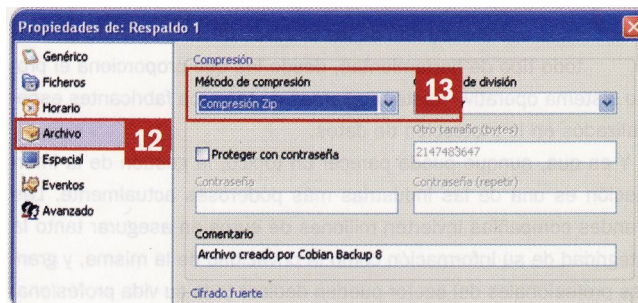 Propiedades de: Respaldo 1
Genérico
Ficheros
Horario
Archivo
Especial
Eventos
Avanzado
12
13
Compresión
Método de compresión
de división
Compresión Zip
Otro tamaño (bytes)
2147483647
Proteger con contraseña
Contraseña
Contraseña (repetir)
Comentario
Archivo creado por Cobian Backup 8
Cifrado fuerte